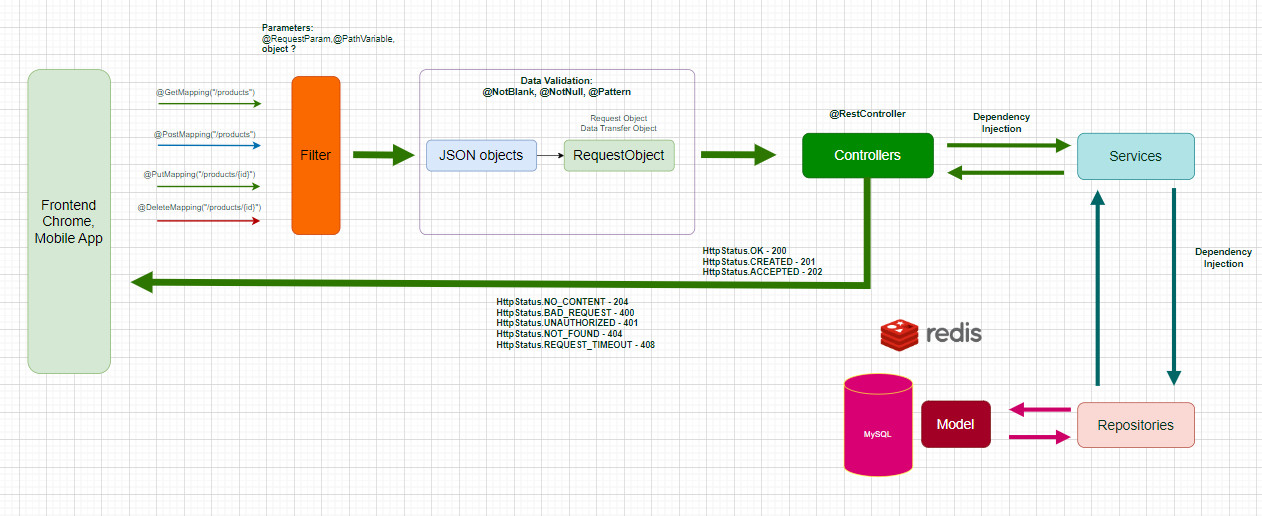 Parameters:
@RequestParam,@PathVariable,
object ?
@GetMapping("/products")
@PostMapping("/products")
@PutMapping("/products/{id}")
@DeleteMapping("/products/{id}")
Frontend
Chrome,
Mobile App
Filter
Data Validation:
@NotBlank, @NotNull, @Pattern
Request Object
Data Transfer Object
JSON objects
RequestObject
@RestController
Controllers
Dependency
Injection
Services
HttpStatus.OK - 200
HttpStatus.CREATED - 201
HttpStatus.ACCEPTED - 202
HttpStatus.NO_CONTENT - 204
HttpStatus.BAD_REQUEST - 400
HttpStatus.UNAUTHORIZED - 401
HttpStatus.NOT_FOUND - 404
HttpStatus.REQUEST_TIMEOUT - 408
Dependency
Injection
redis
MySQL
Model
Repositories